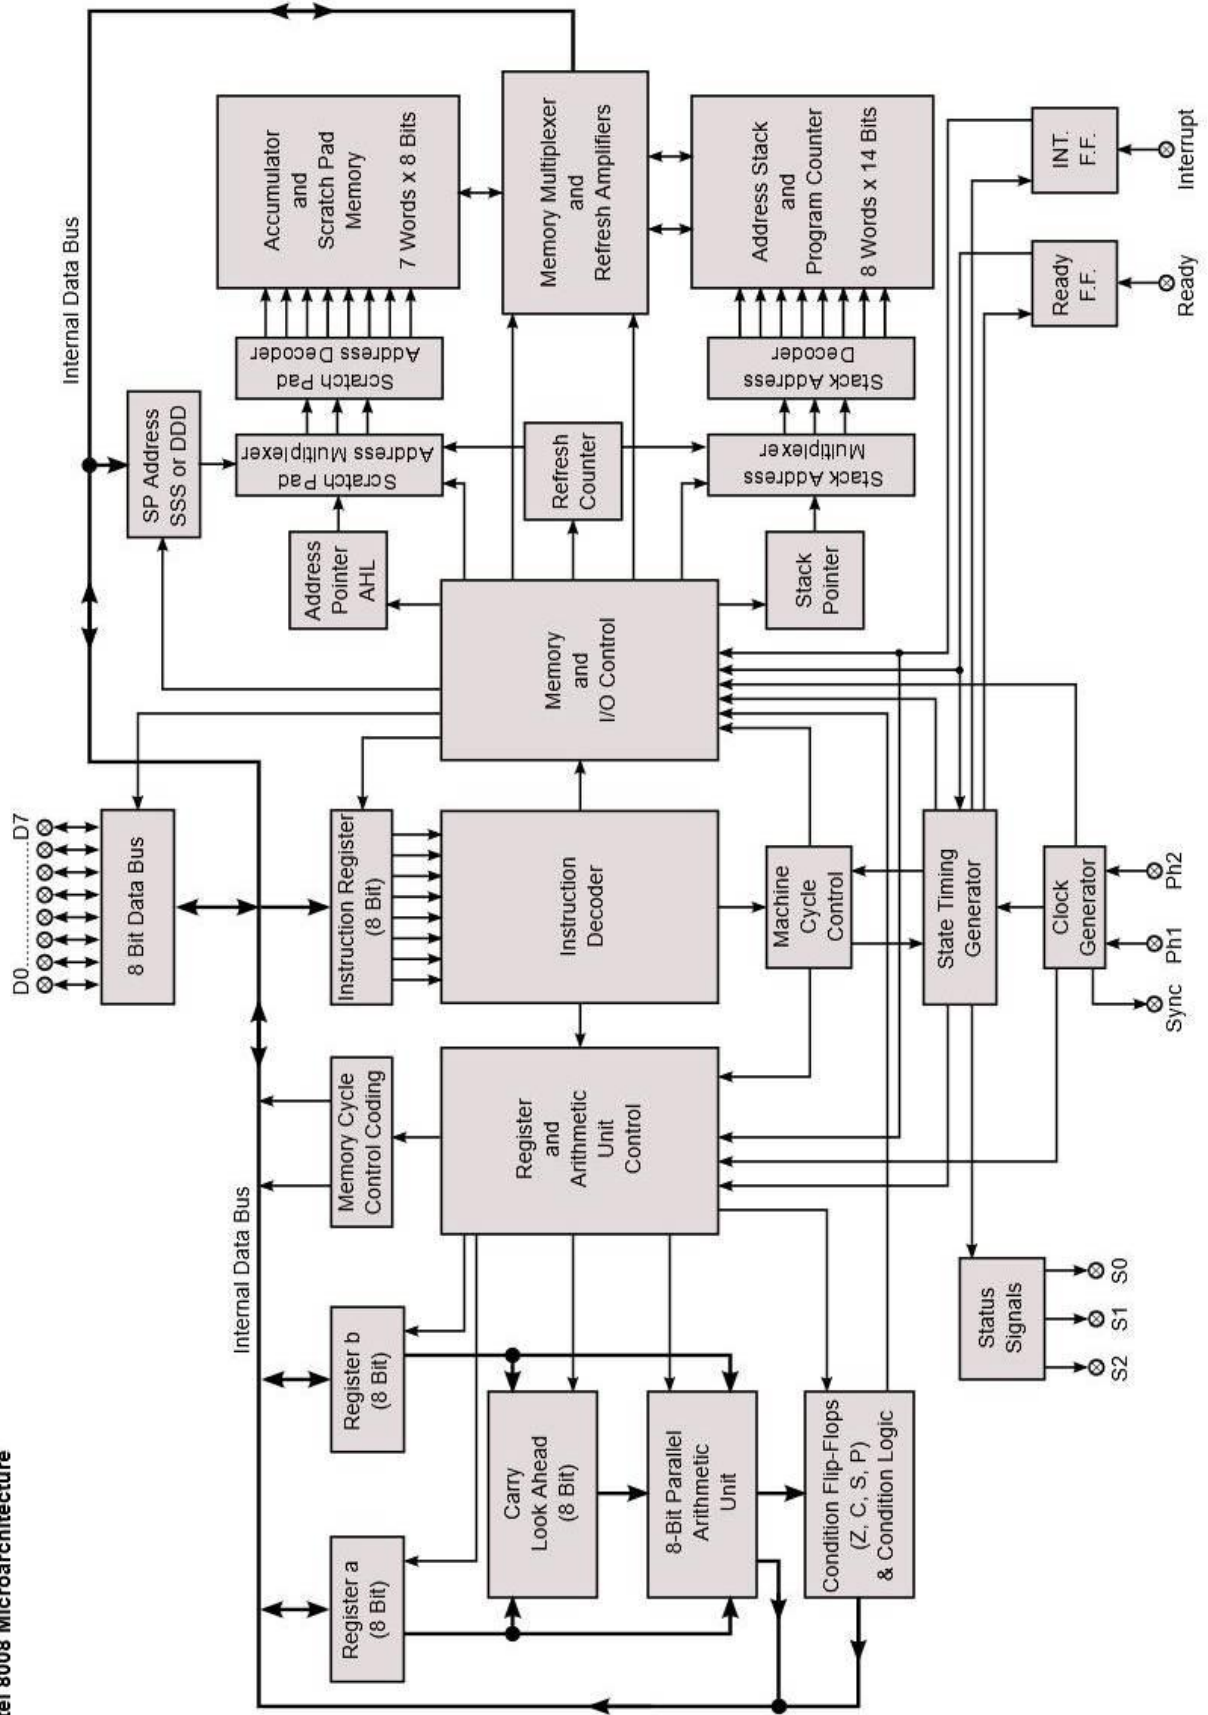 8008 Microarchitecture
D0
D7
8 Bit Data Bus
Internal Data Bus
Internal Data Bus
Register a
(8 Bit)
Register b
(8 Bit)
Memory Cycle
Control Coding
Instruction Register
(8 Bit)
SP Address
SSS or DDD
Address
Pointer
AHL
Scratch Pad
Address Multiplexer
Scratch Pad
Address Decoder
Accumulator
and
Scratch Pad
Memory
7 Words x 8 Bits
Carry
Look Ahead
(8 Bit)
8-Bit Parallel
Arithmetic
Unit
Condition Flip-Flops
(Z, C, S, P)
& Condition Logic
Register
and
Arithmetic
Unit
Control
Instruction
Decoder
Memory
and
I/O Control
Refresh
Counter
Memory Multiplexer
and
Refresh Amplifiers
Machine
Cycle
Control
Stack
Pointer
Stack Address
Multiplexer
Stack Address
Decoder
Address Stack
and
Program Counter
8 Words x 14 Bits
Status
Signals
S2
S1
S0
State Timing
Generator
Clock
Generator
Sync
Ph1
Ph2
Ready
F.F.
Ready
INT.
F.F.
Interrupt